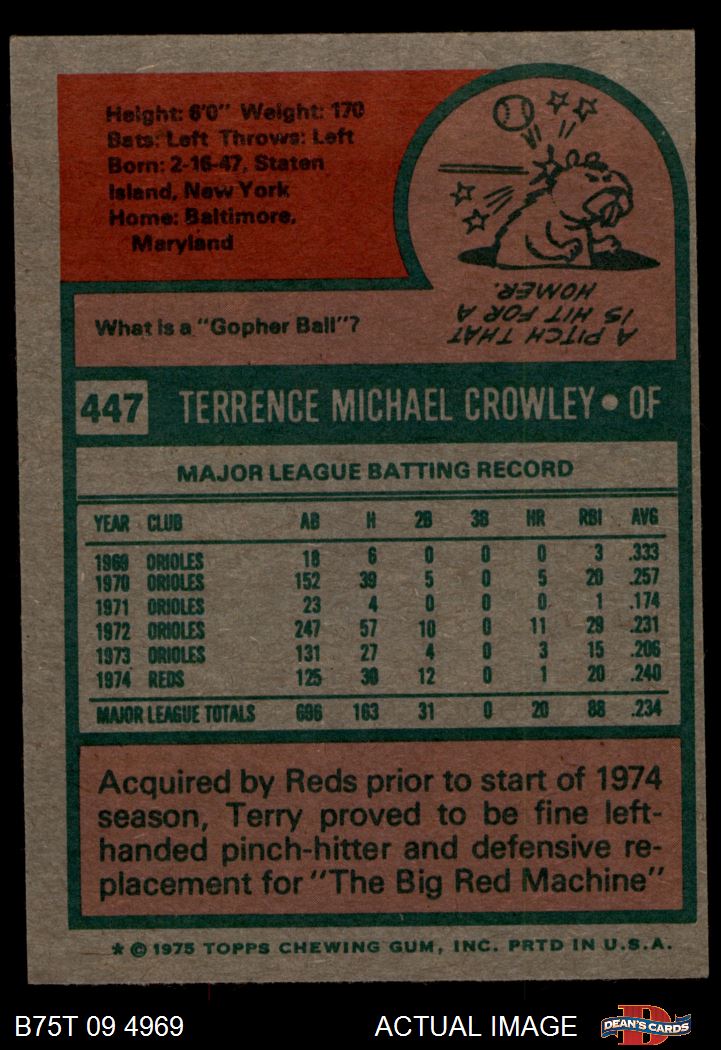 Height: 6'0" Weight: 170
Bats: Left Throws: Left
Born: 2-16-47, Staten
Island, New York
Home: Baltimore,
Maryland
What is a "Gopher Ball"?
A PITCH THAT
IS HIT FOR A
HOMER.
447 TERRENCE MICHAEL CROWLEY • OF
MAJOR LEAGUE BATTING RECORD
YEAR CLUB AB H 2B 3B HR RBI AVG
1969 ORIOLES 18 6 0 0 0 3 .333
1970 ORIOLES 152 39 5 0 5 20 .257
1971 ORIOLES 23 4 0 0 0 1 .174
1972 ORIOLES 247 57 10 0 11 29 .231
1973 ORIOLES 131 27 4 0 3 15 .206
1974 REDS 125 30 12 0 1 20 .240
MAJOR LEAGUE TOTALS 696 163 31 0 20 88 .234
Acquired by Reds prior to start of 1974
season, Terry proved to be fine left-
handed pinch-hitter and defensive re-
placement for "The Big Red Machine"
* © 1975 TOPPS CHEWING GUM, INC. PRTD IN U.S.A.
B75T 09 4969 ACTUAL IMAGE D DEAN'S CARDS